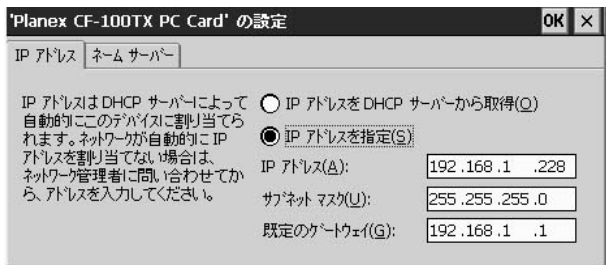 'Planex CF-100TX PC Card' の設定
OK ×
IP アドレス ネーム サーバー
IP アドレスは DHCP サーバーによって
自動的にこのデバイスに割り当てら
れます。ネットワークが自動的に IP
アドレスを割り当てない場合は、
ネットワーク管理者に問い合わせてか
ら、アドレスを入力してください。
IP アドレスを DHCP サーバーから取得(O)
IP アドレスを指定(S)
IP アドレス(A): 192.168.1 .228
サブネット マスク(U): 255.255.255.0
既定のゲートウェイ(G): 192.168.1 .1